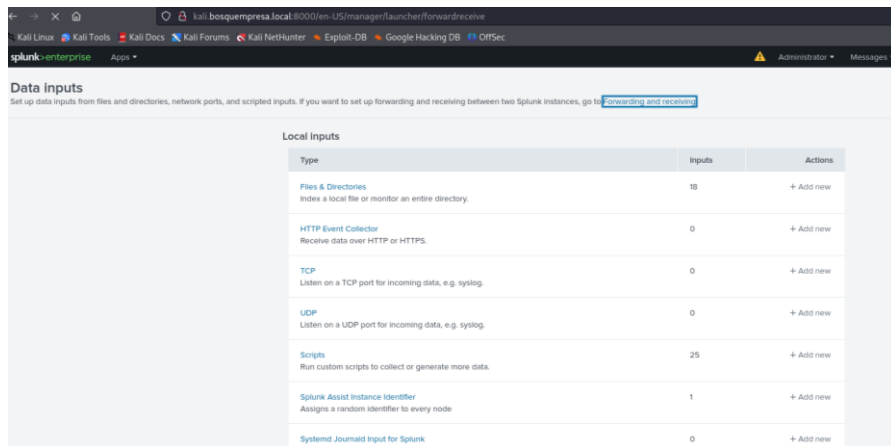 kali.bosquempresa.local:8000/en-US/manager/launcher/forwardreceive
Kali Linux Kali Tools Kali Docs Kali Forums Kali NetHunter Exploit-DB Google Hacking DB OffSec
splunk>enterprise Apps Administrator Messages
Data inputs
Set up data inputs from files and directories, network ports, and scripted inputs. If you want to set up forwarding and receiving between two Splunk instances, go to Forwarding and receiving.
Local inputs
Type Inputs Actions
Files & Directories 18 + Add new
Index a local file or monitor an entire directory.
HTTP Event Collector 0 + Add new
Receive data over HTTP or HTTPS.
TCP 0 + Add new
Listen on a TCP port for incoming data, e.g. syslog.
UDP 0 + Add new
Listen on a UDP port for incoming data, e.g. syslog.
Scripts 25 + Add new
Run custom scripts to collect or generate more data.
Splunk Assist Instance Identifier 1 + Add new
Assigns a random identifier to every node
Systemd Journald Input for Splunk 0 + Add new